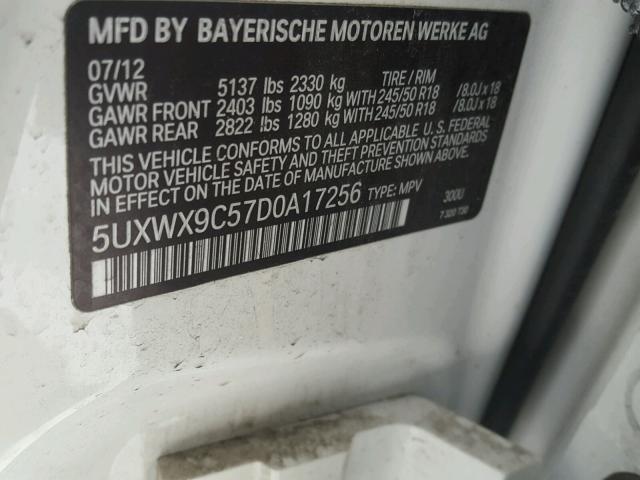 MFD BY BAYERISCHE MOTOREN WERKE AG
07/12 TIRE / RIM
GVWR 5137 lbs 2330 kg
GAWR FRONT 2403 lbs 1090 kg WITH 245/50 R18 /8.0J x 18
GAWR REAR 2822 lbs 1280 kg WITH 245/50 R18 /8.0J x 18
THIS VEHICLE CONFORMS TO ALL APPLICABLE U.S. FEDERAL
MOTOR VEHICLE SAFETY AND THEFT PREVENTION STANDARDS
IN EFFECT ON THE DATE OF MANUFACTURE SHOWN ABOVE.
5UXWX9C57D0A17256 TYPE: MPV 300U
7 300 T50